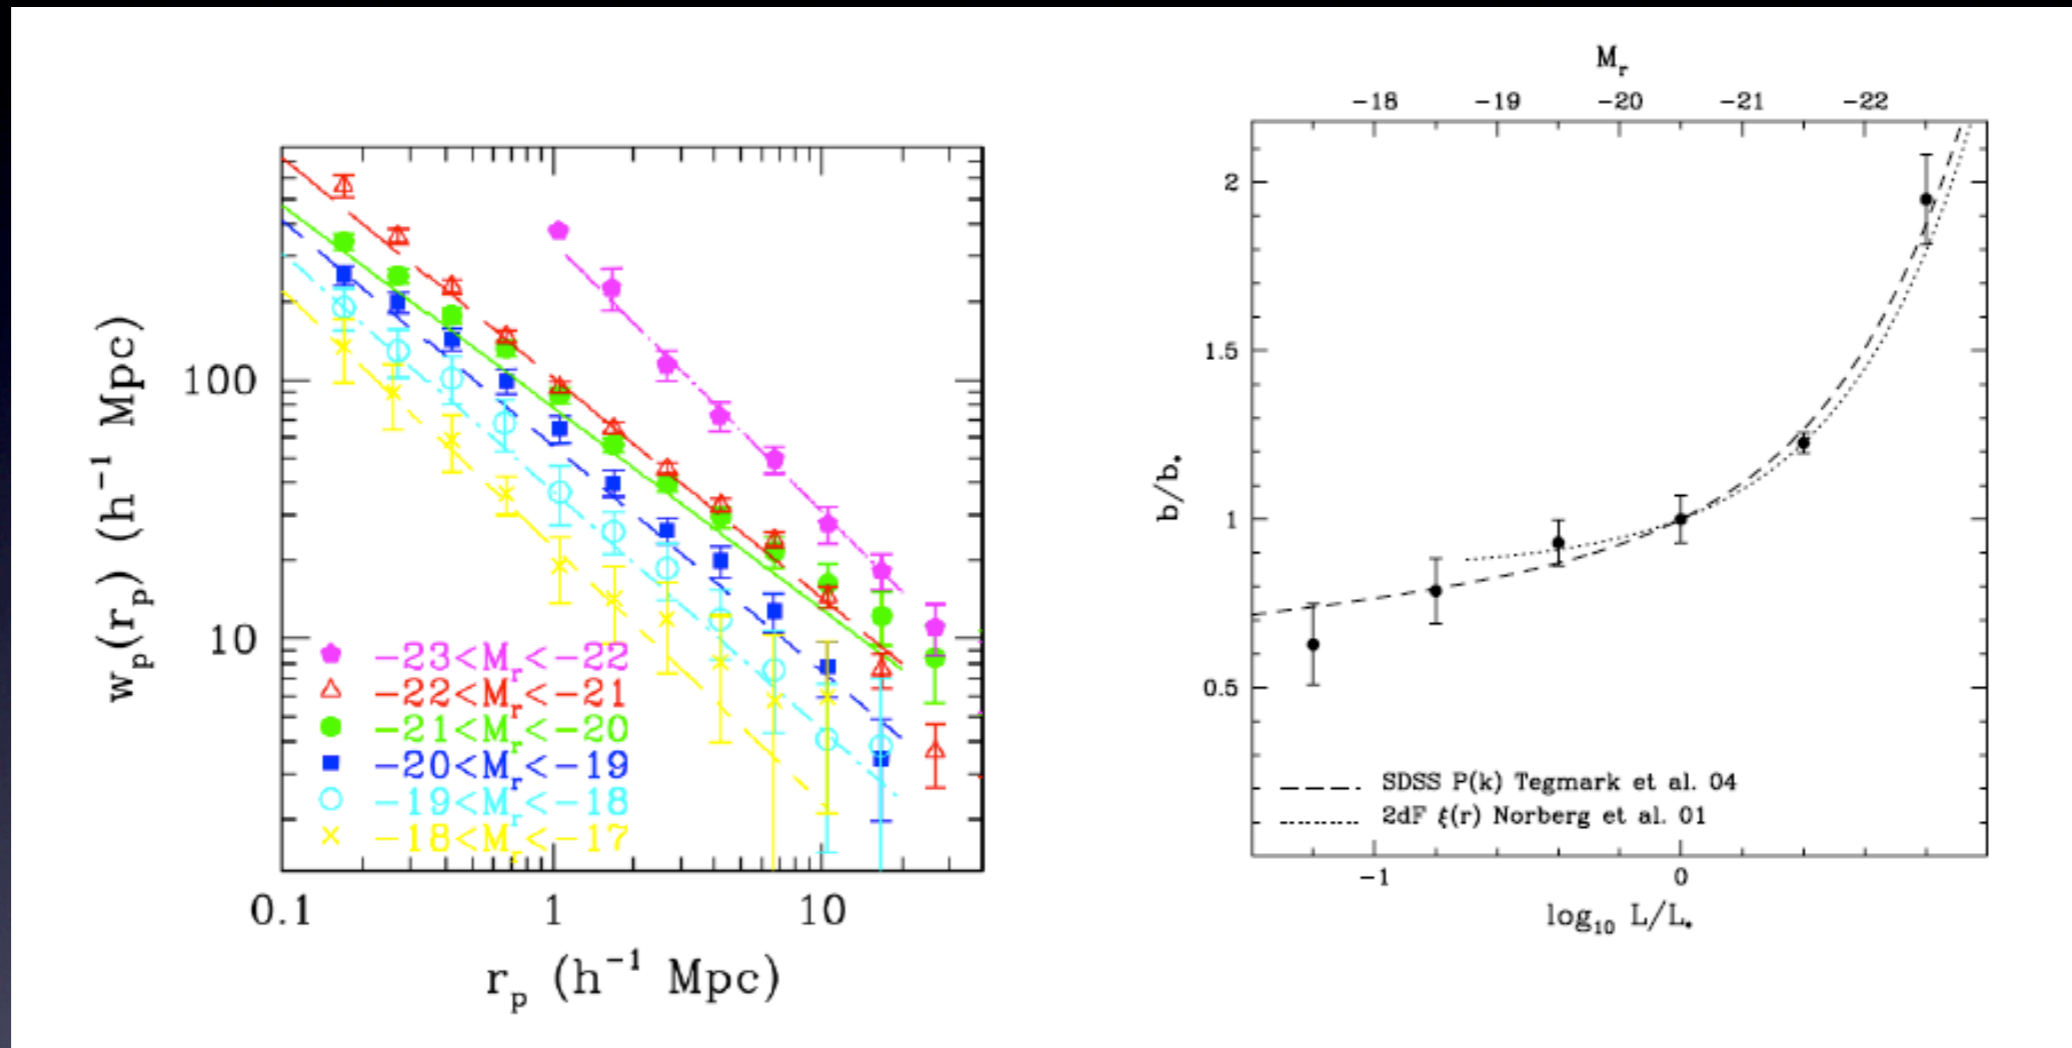 w_p(r_p) (h^-1 Mpc)
100
10
-23<M_r<-22
-22<M_r<-21
-21<M_r<-20
-20<M_r<-19
-19<M_r<-18
-18<M_r<-17
0.1 1 10
r_p (h^-1 Mpc)
M_r
-18 -19 -20 -21 -22
b/b_*
2
1.5
1
0.5
SDSS P(k) Tegmark et al. 04
2dF ξ(r) Norberg et al. 01
-1 0
log_10 L/L_*